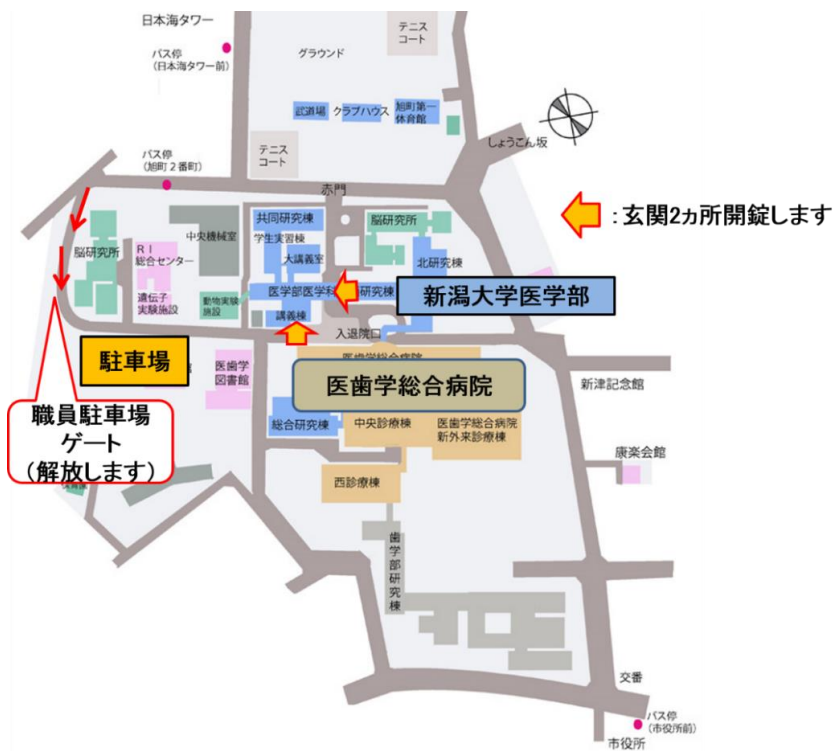 日本海タワー
バス停
(日本海タワー前)
グラウンド
テニス
コート
武道場
クラブハウス
旭町第一
体育館
しょうこん坂
テニス
コート
バス停
(旭町2番町)
赤門
:玄関2ヵ所開錠します
共同研究棟
脳研究所
中央機械室
学生実習棟
脳研究所
RI
総合センター
大講義室
北研究棟
遺伝子
実験施設
動物実験
施設
医学部医学科
研究棟
新潟大学医学部
講義棟
入退院口
駐車場
館
医歯学
図書館
医歯学総合病院
医歯学総合病院
新津記念館
職員駐車場
ゲート
(解放します)
総合研究棟
中央診療棟
医歯学総合病院
新外来診療棟
康楽会館
西診療棟
保育園
歯学部研究棟
交番
バス停
(市役所前)
市役所